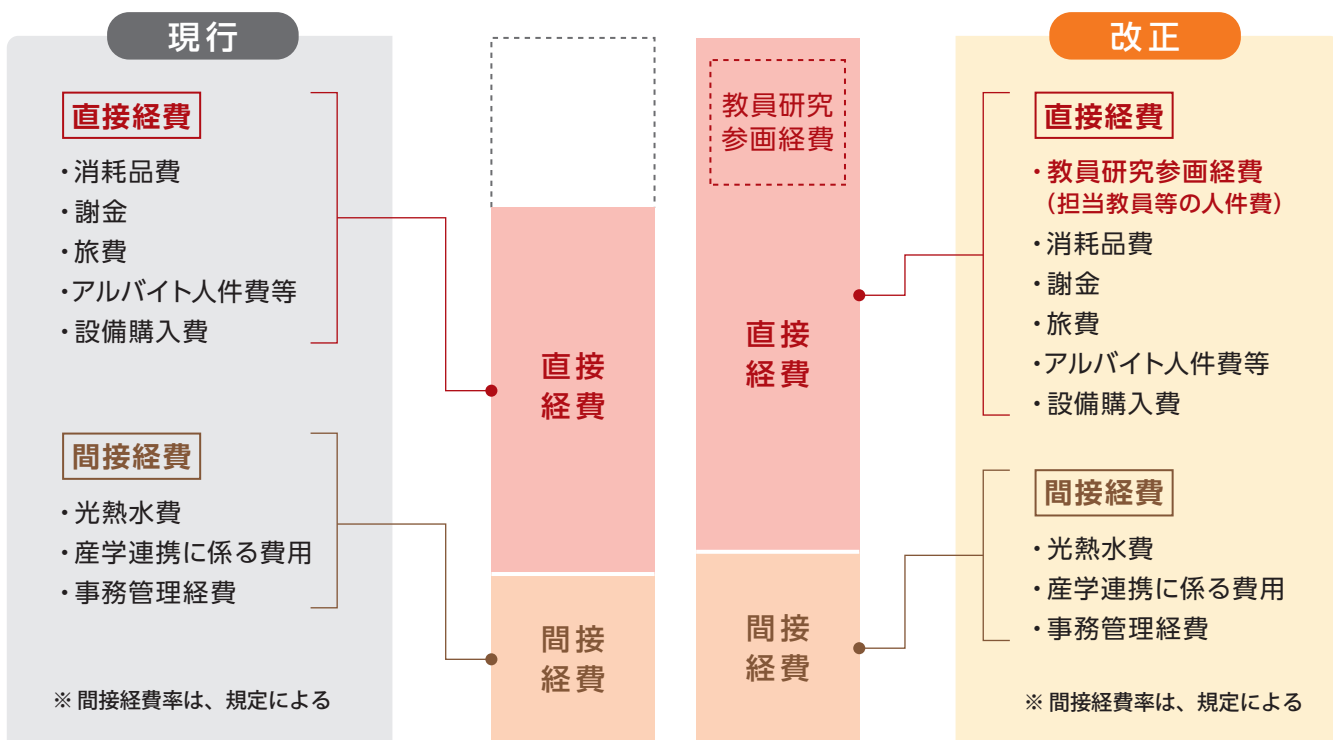 現行
直接経費
・消耗品費
・謝金
・旅費
・アルバイト人件費等
・設備購入費
間接経費
・光熱水費
・産学連携に係る費用
・事務管理経費
※ 間接経費率は、規定による
直接
経費
間接
経費
教員研究
参画経費
直接
経費
間接
経費
改正
直接経費
・教員研究参画経費
（担当教員等の人件費）
・消耗品費
・謝金
・旅費
・アルバイト人件費等
・設備購入費
間接経費
・光熱水費
・産学連携に係る費用
・事務管理経費
※ 間接経費率は、規定による